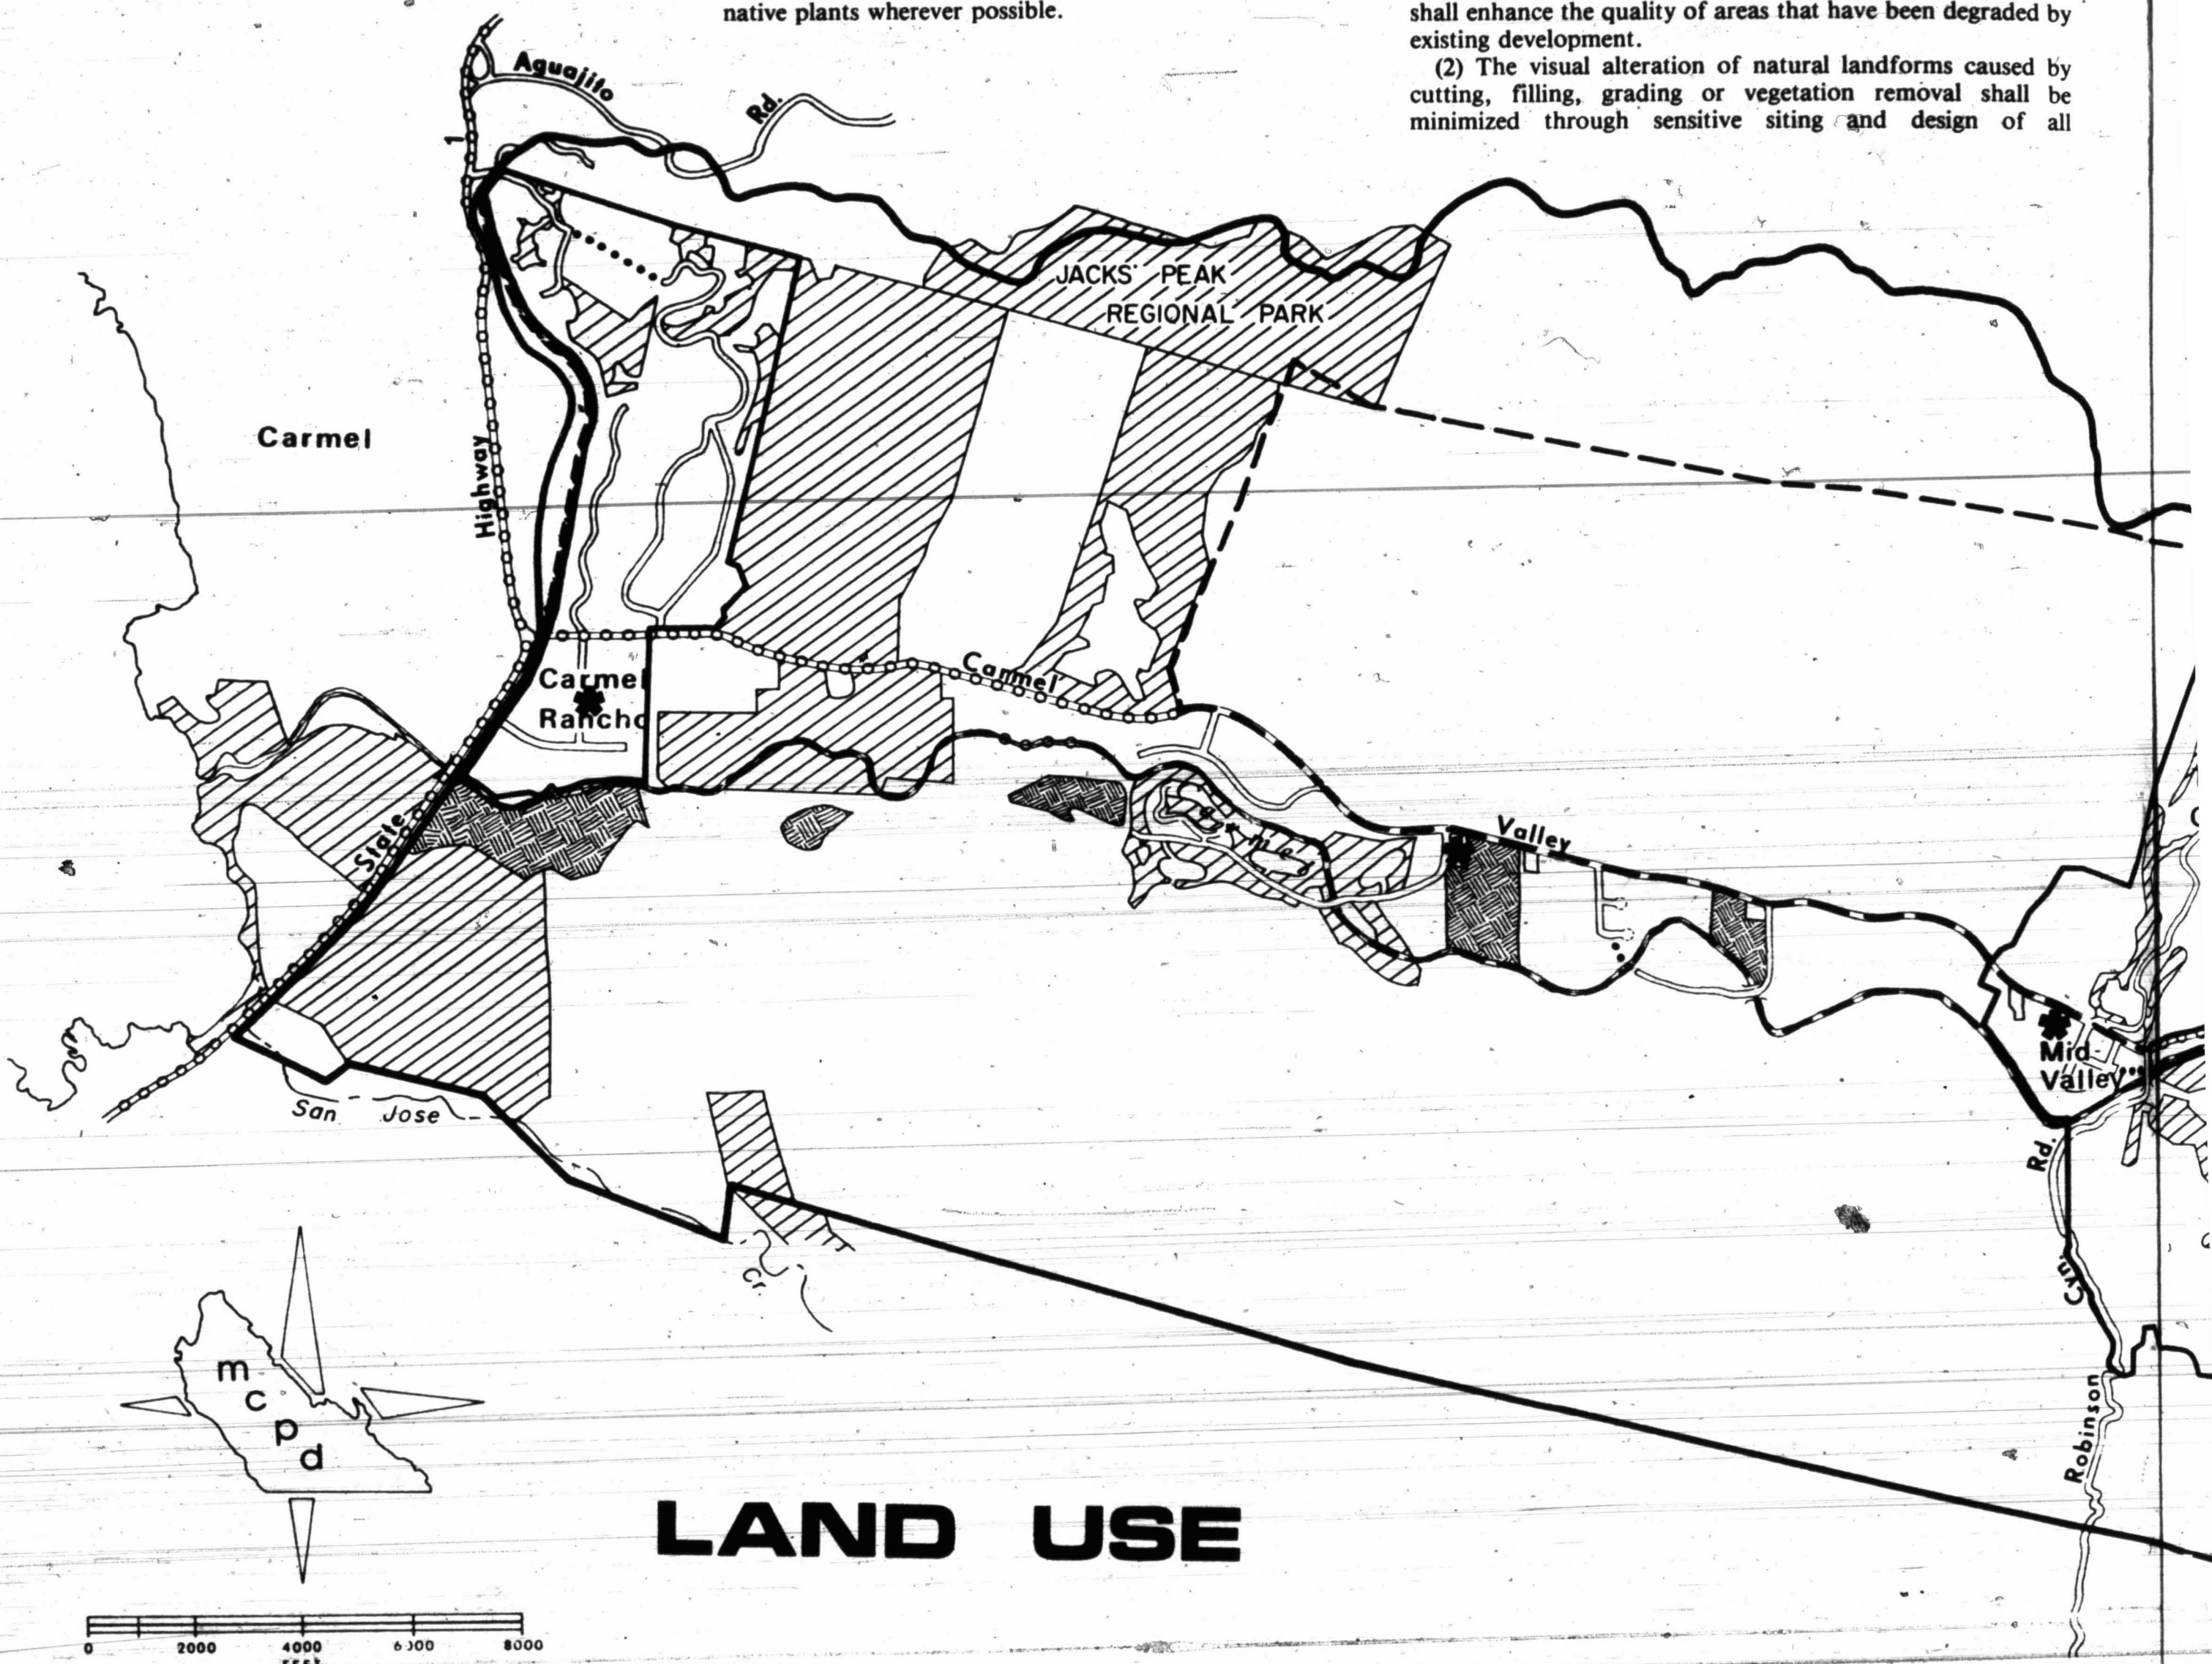 native plants wherever possible.
shall enhance the quality of areas that have been degraded by
existing development.
(2) The visual alteration of natural landforms caused by
cutting, filling, grading or vegetation removal shall be
minimized through sensitive siting and design of all
Aguajito
Rd.
1
JACKS' PEAK
REGIONAL PARK
Carmel
Highway
Carmel
Rancho
Carmel
Valley
State
Mid-
Valley
San Jose
Cr.
Rd.
Cyn.
Robinson
m
c
p
d
LAND USE
0 2000 4000 6000 8000